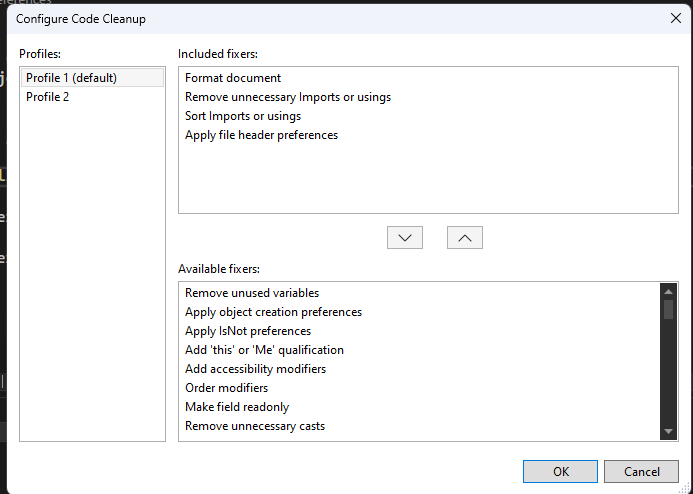 Configure Code Cleanup
Profiles:
Profile 1 (default)
Profile 2
Included fixers:
Format document
Remove unnecessary Imports or usings
Sort Imports or usings
Apply file header preferences
Available fixers:
Remove unused variables
Apply object creation preferences
Apply IsNot preferences
Add 'this' or 'Me' qualification
Add accessibility modifiers
Order modifiers
Make field readonly
Remove unnecessary casts
OK
Cancel